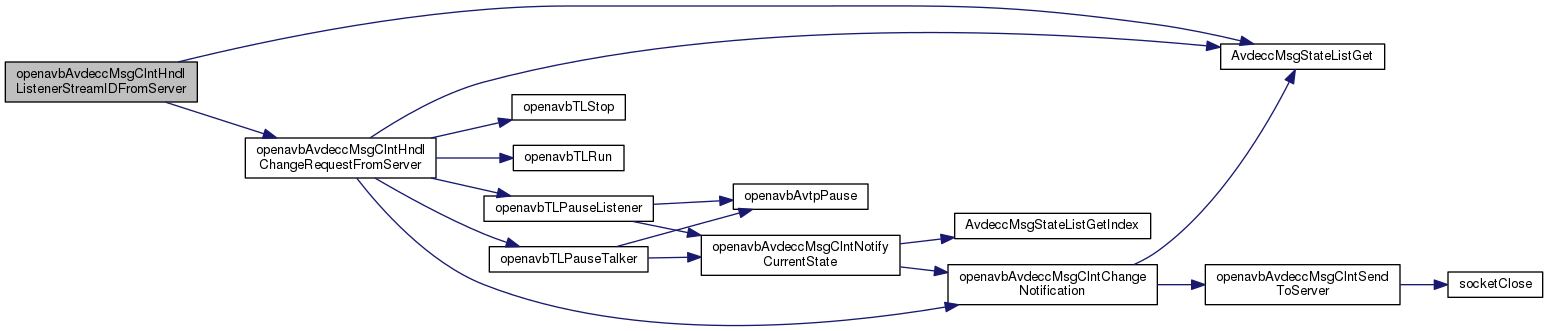 openavbAvdeccMsgClntHndl
ListenerStreamIDFromServer
openavbAvdeccMsgClntHndl
ChangeRequestFromServer
AvdeccMsgStateListGet
openavbTLStop
openavbTLRun
openavbTLPauseListener
openavbTLPauseTalker
openavbAvtpPause
openavbAvdeccMsgClntNotify
CurrentState
AvdeccMsgStateListGetIndex
openavbAvdeccMsgClntChange
Notification
openavbAvdeccMsgClntSend
ToServer
socketClose